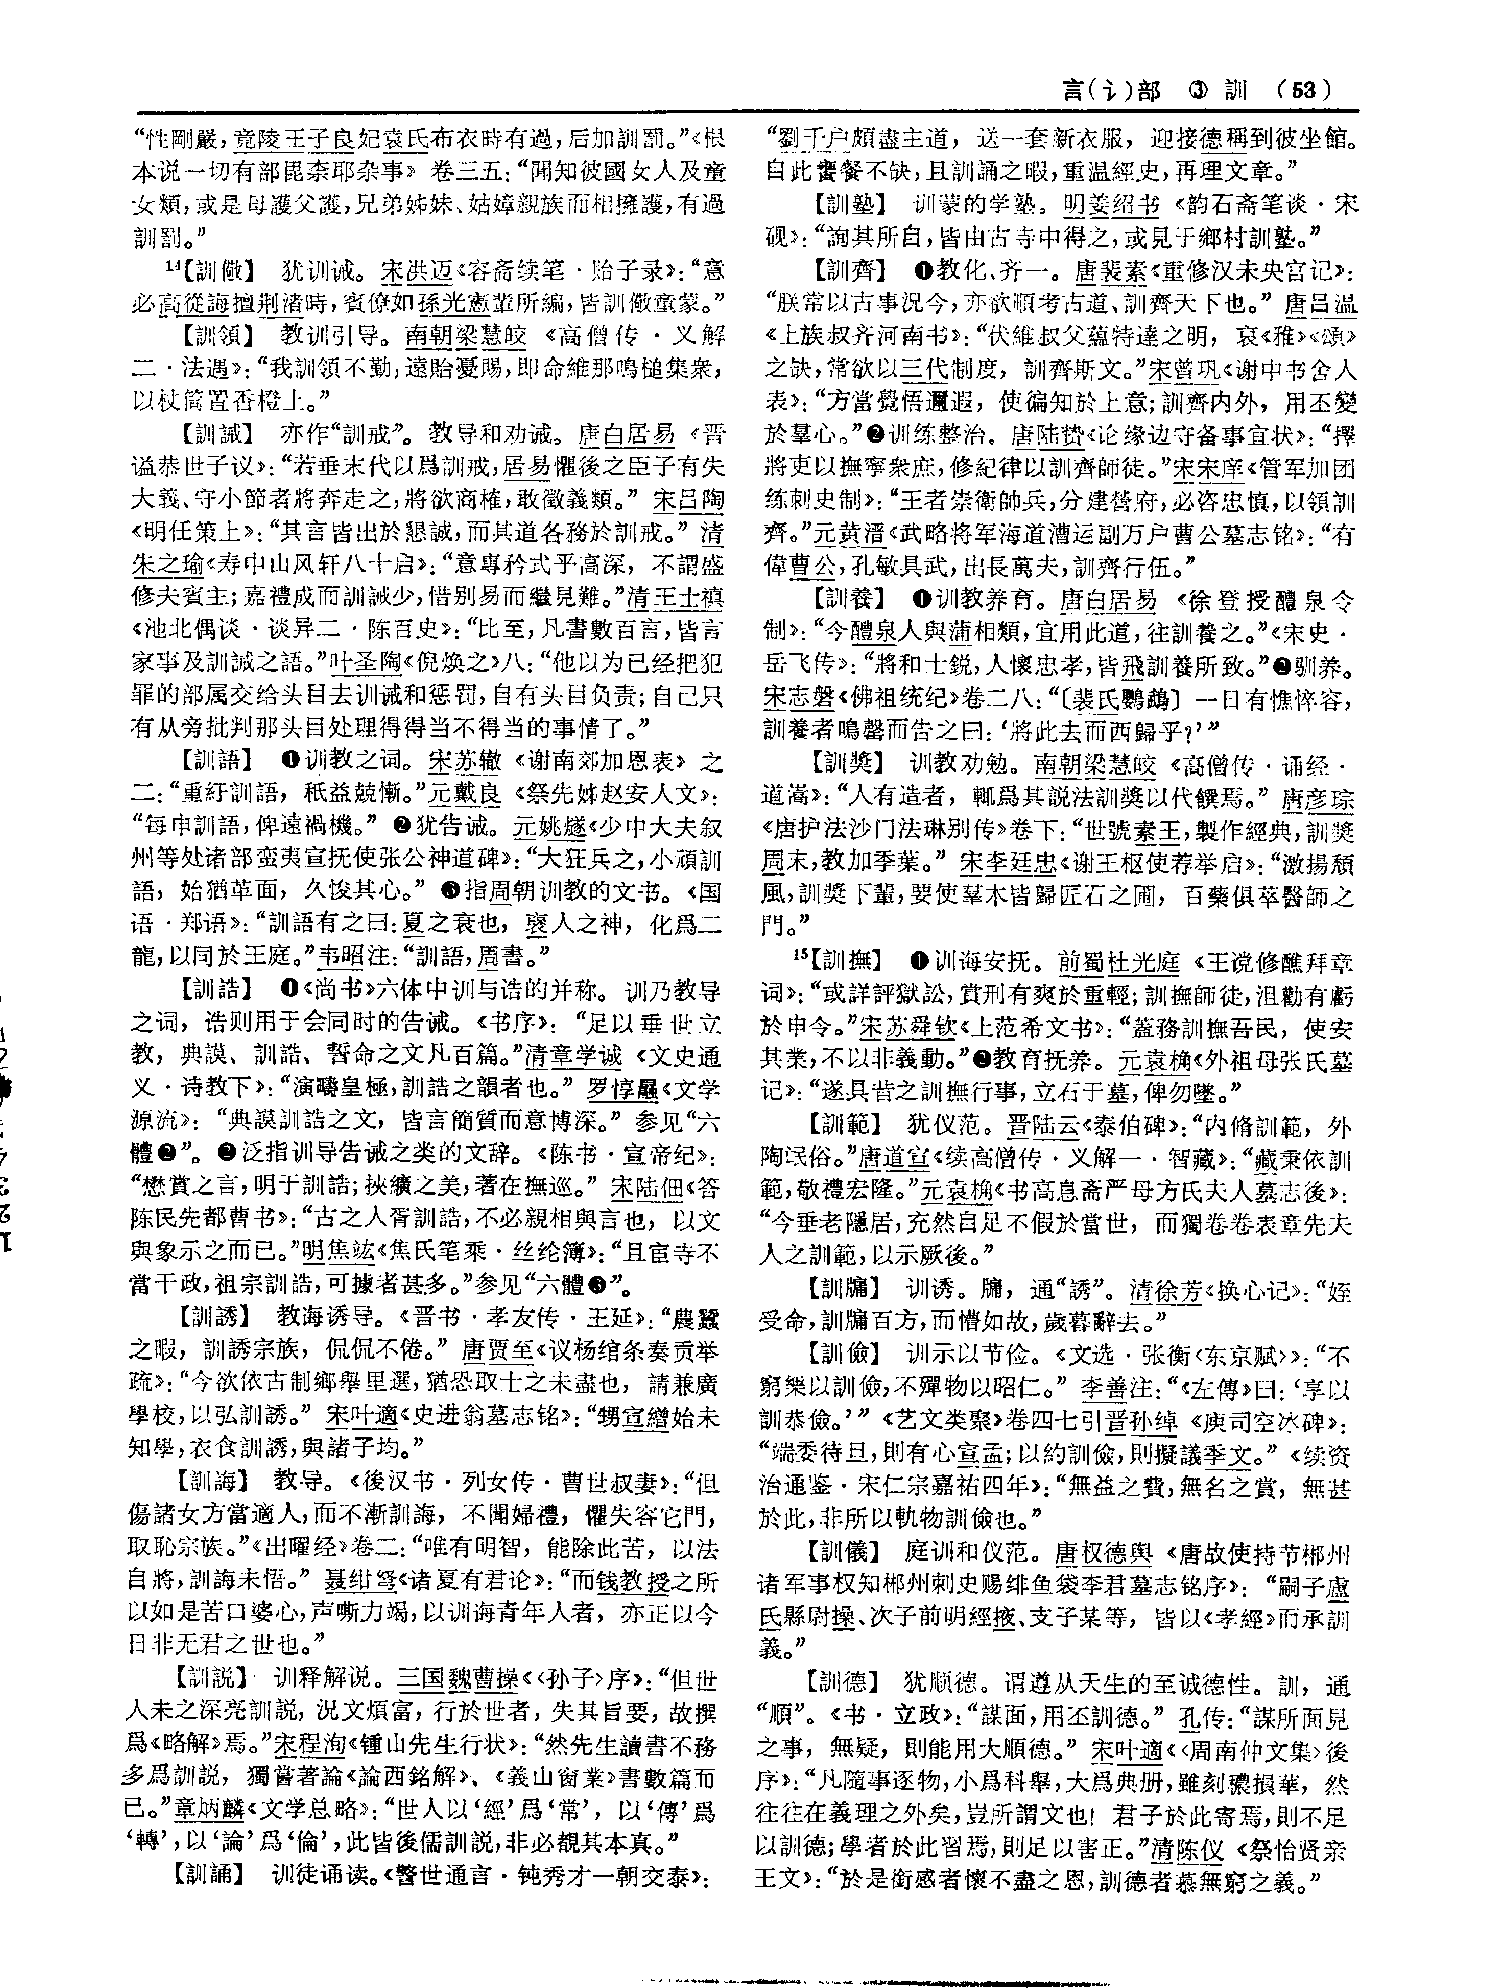 言(讠)部 ③ 訓 (53)
“性剛嚴，竟陵王子良妃袁氏布衣時有過，后加訓罰。”《根
本说一切有部毘柰耶杂事》卷三五：“聞知彼國女人及童
女類，或是母護父護，兄弟姊妹、姑嫜親族而相擁護，有過
訓罰。”
14【訓儆】 犹训诫。宋洪迈《容斋续笔·贻子录》：“意
必高從誨擅荆渚時，賓僚如孫光憲輩所編，皆訓儆童蒙。”
【訓領】 教训引导。南朝梁慧皎《高僧传·义解
二·法遇》：“我訓領不勤，遠貽憂賜，即命維那鳴槌集衆，
以杖筒置香橙上。”
【訓誡】 亦作“訓戒”。教导和劝诫。唐白居易《晋
谥恭世子议》：“若垂末代以爲訓戒，居易懼後之臣子有失
大義、守小節者將奔走之，將欲商榷，敢徵義類。” 宋吕陶
《明任策上》：“其言皆出於懇誠，而其道各務於訓戒。” 清
朱之瑜《寿中山风轩八十启》：“意專矜式乎高深，不謂盛
修夫賓主；嘉禮成而訓誡少，惜别易而繼見難。”清王士禛
《池北偶谈·谈异二·陈百史》：“比至，凡書數百言，皆言
家事及訓誡之語。”叶圣陶《倪焕之》八：“他以为已经把犯
罪的部属交给头目去训诫和惩罚，自有头目负责；自己只
有从旁批判那头目处理得得当不得当的事情了。”
【訓語】 ❶训教之词。宋苏辙《谢南郊加恩表》之
二：“重紆訓語，秖益兢慚。”元戴良《祭先姊赵安人文》：
“每申訓語，俾遠禍機。” ❷犹告诫。元姚燧《少中大夫叙
州等处诸部蛮夷宣抚使张公神道碑》：“大狂兵之，小頑訓
語，始猶革面，久悛其心。” ❸指周朝训教的文书。《国
语·郑语》：“訓語有之曰：夏之衰也，襃人之神，化爲二
龍，以同於王庭。”韦昭注：“訓語，周書。”
【訓誥】 ❶《尚书》六体中训与诰的并称。训乃教导
之词，诰则用于会同时的告诫。《书序》：“足以垂世立
教，典謨、訓誥、誓命之文凡百篇。”清章学诚《文史通
义·诗教下》：“演疇皇極，訓誥之韻者也。” 罗惇曧《文学
源流》：“典謨訓誥之文，皆言簡質而意博深。”参见“六
體❷”。❷泛指训导告诫之类的文辞。《陈书·宣帝纪》：
“懋賞之言，明于訓誥；挾纊之美，著在撫巡。” 宋陆佃《答
陈民先都曹书》：“古之人胥訓誥，不必親相與言也，以文
與象示之而已。”明焦竑《焦氏笔乘·丝纶簿》：“且宦寺不
當干政，祖宗訓誥，可據者甚多。”参见“六體❸”。
【訓誘】 教诲诱导。《晋书·孝友传·王延》：“農蠶
之暇，訓誘宗族，侃侃不倦。” 唐贾至《议杨绾条奏贡举
疏》：“今欲依古制鄉舉里選，猶恐取士之未盡也，請兼廣
學校，以弘訓誘。” 宋叶適《史进翁墓志铭》：“甥宣繒始未
知學，衣食訓誘，與諸子均。”
【訓誨】 教导。《後汉书·列女传·曹世叔妻》：“但
傷諸女方當適人，而不漸訓誨，不聞婦禮，懼失容它門，
取恥宗族。”《出曜经》卷二：“唯有明智，能除此苦，以法
自將，訓誨未悟。” 聂绀弩《诸夏有君论》：“而钱教授之所
以如是苦口婆心，声嘶力竭，以训诲青年人者，亦正以今
日非无君之世也。”
【訓説】 训释解说。三国魏曹操《〈孙子〉序》：“但世
人未之深亮訓説，況文煩富，行於世者，失其旨要，故撰
爲《略解》焉。”宋程洵《锺山先生行状》：“然先生讀書不務
多爲訓説，獨嘗著論《論西銘解》、《義山窗業》書數篇而
已。”章炳麟《文学总略》：“世人以‘經’爲‘常’，以‘傳’爲
‘轉’，以‘論’爲‘倫’，此皆後儒訓説，非必覩其本真。”
【訓誦】 训徒诵读。《警世通言·钝秀才一朝交泰》：
“劉千户頗盡主道，送一套新衣服，迎接德稱到彼坐館。
自此饔餐不缺，且訓誦之暇，重温經史，再理文章。”
【訓塾】 训蒙的学塾。明姜绍书《韵石斋笔谈·宋
砚》：“詢其所自，皆由古寺中得之，或見于鄉村訓塾。”
【訓齊】 ❶教化、齐一。唐裴素《重修汉未央宫记》：
“朕常以古事況今，亦欲順考古道、訓齊天下也。” 唐吕温
《上族叔齐河南书》：“伏維叔父蘊特達之明，哀《雅》《頌》
之缺，常欲以三代制度，訓齊斯文。”宋曾巩《谢中书舍人
表》：“方當覺悟邇遐，使徧知於上意；訓齊内外，用丕變
於羣心。”❷训练整治。唐陆贽《论缘边守备事宜状》：“擇
將吏以撫寧衆庶，修紀律以訓齊師徒。”宋宋庠《管军加团
练刺史制》：“王者崇衛帥兵，分建營府，必咨忠慎，以領訓
齊。”元黄溍《武略将军海道漕运副万户曹公墓志铭》：“有
偉曹公，孔敏具武，出長萬夫，訓齊行伍。”
【訓養】 ❶训教养育。唐白居易《徐登授醴泉令
制》：“今醴泉人與蒲相類，宜用此道，往訓養之。”《宋史·
岳飞传》：“將和士鋭，人懷忠孝，皆飛訓養所致。”❷驯养。
宋志磐《佛祖统纪》卷二八：“〔裴氏鹦鹉〕一日有憔悴容，
訓養者鳴磬而告之曰：‘將此去而西歸乎？’”
【訓獎】 训教劝勉。南朝梁慧皎《高僧传·诵经·
道嵩》：“人有造者，輒爲其説法訓獎以代饌焉。” 唐彦琮
《唐护法沙门法琳别传》卷下：“世號素王，製作經典，訓獎
周末，教加季葉。” 宋李廷忠《谢王枢使荐举启》：“激揚頹
風，訓獎下輩，要使羣木皆歸匠石之圃，百藥俱萃醫師之
門。”
15【訓撫】 ❶训诲安抚。前蜀杜光庭《王谠修醮拜章
词》：“或詳評獄訟，賞刑有爽於重輕；訓撫師徒，沮勸有虧
於申令。”宋苏舜钦《上范希文书》：“蓋務訓撫吾民，使安
其業，不以非義動。”❷教育抚养。元袁桷《外祖母张氏墓
记》：“遂具昔之訓撫行事，立石于墓，俾勿墜。”
【訓範】 犹仪范。晋陆云《泰伯碑》：“内脩訓範，外
陶氓俗。”唐道宣《续高僧传·义解一·智藏》：“藏秉依訓
範，敬禮宏隆。”元袁桷《书高息斋严母方氏夫人墓志後》：
“今垂老隱居，充然自足不假於當世，而獨卷卷表章先夫
人之訓範，以示厥後。”
【訓牖】 训诱。牖，通“誘”。清徐芳《换心记》：“姪
受命，訓牖百方，而懵如故，歲暮辭去。”
【訓儉】 训示以节俭。《文选·张衡〈东京赋〉》：“不
窮樂以訓儉，不殫物以昭仁。” 李善注：“《左傳》曰：‘享以
訓恭儉。’”《艺文类聚》卷四七引晋孙绰《庾司空冰碑》：
“端委待旦，則有心宣孟；以約訓儉，則擬議季文。”《续资
治通鉴·宋仁宗嘉祐四年》：“無益之費，無名之賞，無甚
於此，非所以軌物訓儉也。”
【訓儀】 庭训和仪范。唐权德舆《唐故使持节郴州
诸军事权知郴州刺史赐绯鱼袋李君墓志铭序》：“嗣子盧
氏縣尉操、次子前明經掖、支子某等，皆以《孝經》而承訓
義。”
【訓德】 犹顺德。谓遵从天生的至诚德性。訓，通
“順”。《书·立政》：“謀面，用丕訓德。” 孔传：“謀所面見
之事，無疑，則能用大順德。” 宋叶適《〈周南仲文集〉後
序》：“凡隨事逐物，小爲科舉，大爲典册，雖刻穠損華，然
往往在義理之外矣，豈所謂文也！君子於此寄焉，則不足
以訓德；學者於此習焉，則足以害正。”清陈仪《祭怡贤亲
王文》：“於是銜感者懷不盡之恩，訓德者慕無窮之義。”